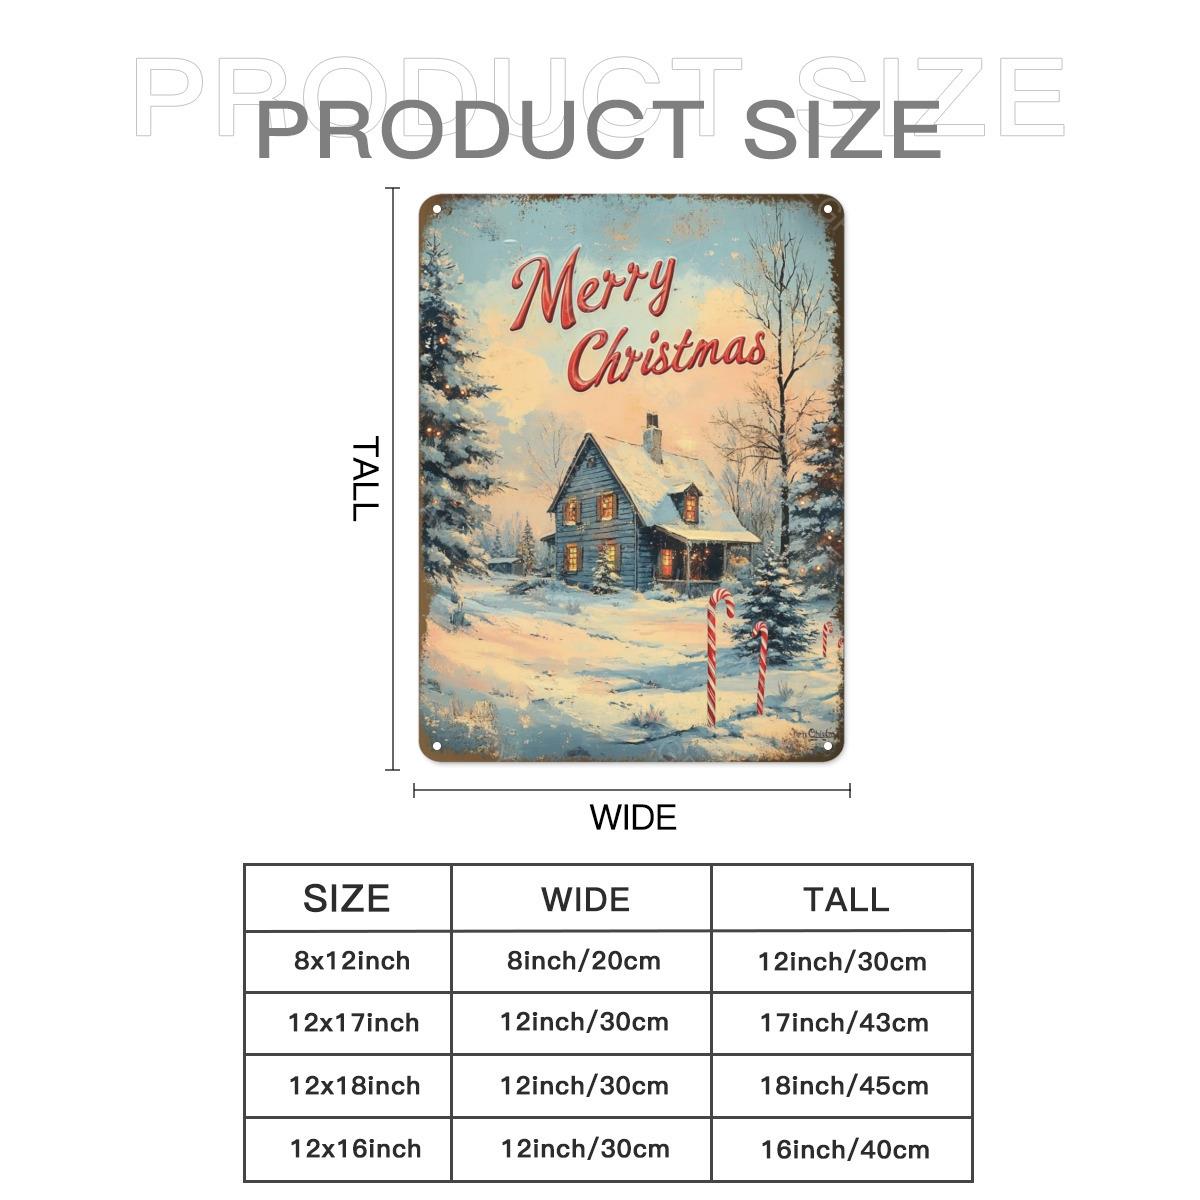 PRODUCT SIZE
PRODUCT SIZE
Merry
Christmas
TALL
WIDE
SIZE WIDE TALL
8x12inch 8inch/20cm 12inch/30cm
12x17inch 12inch/30cm 17inch/43cm
12x18inch 12inch/30cm 18inch/45cm
12x16inch 12inch/30cm 16inch/40cm